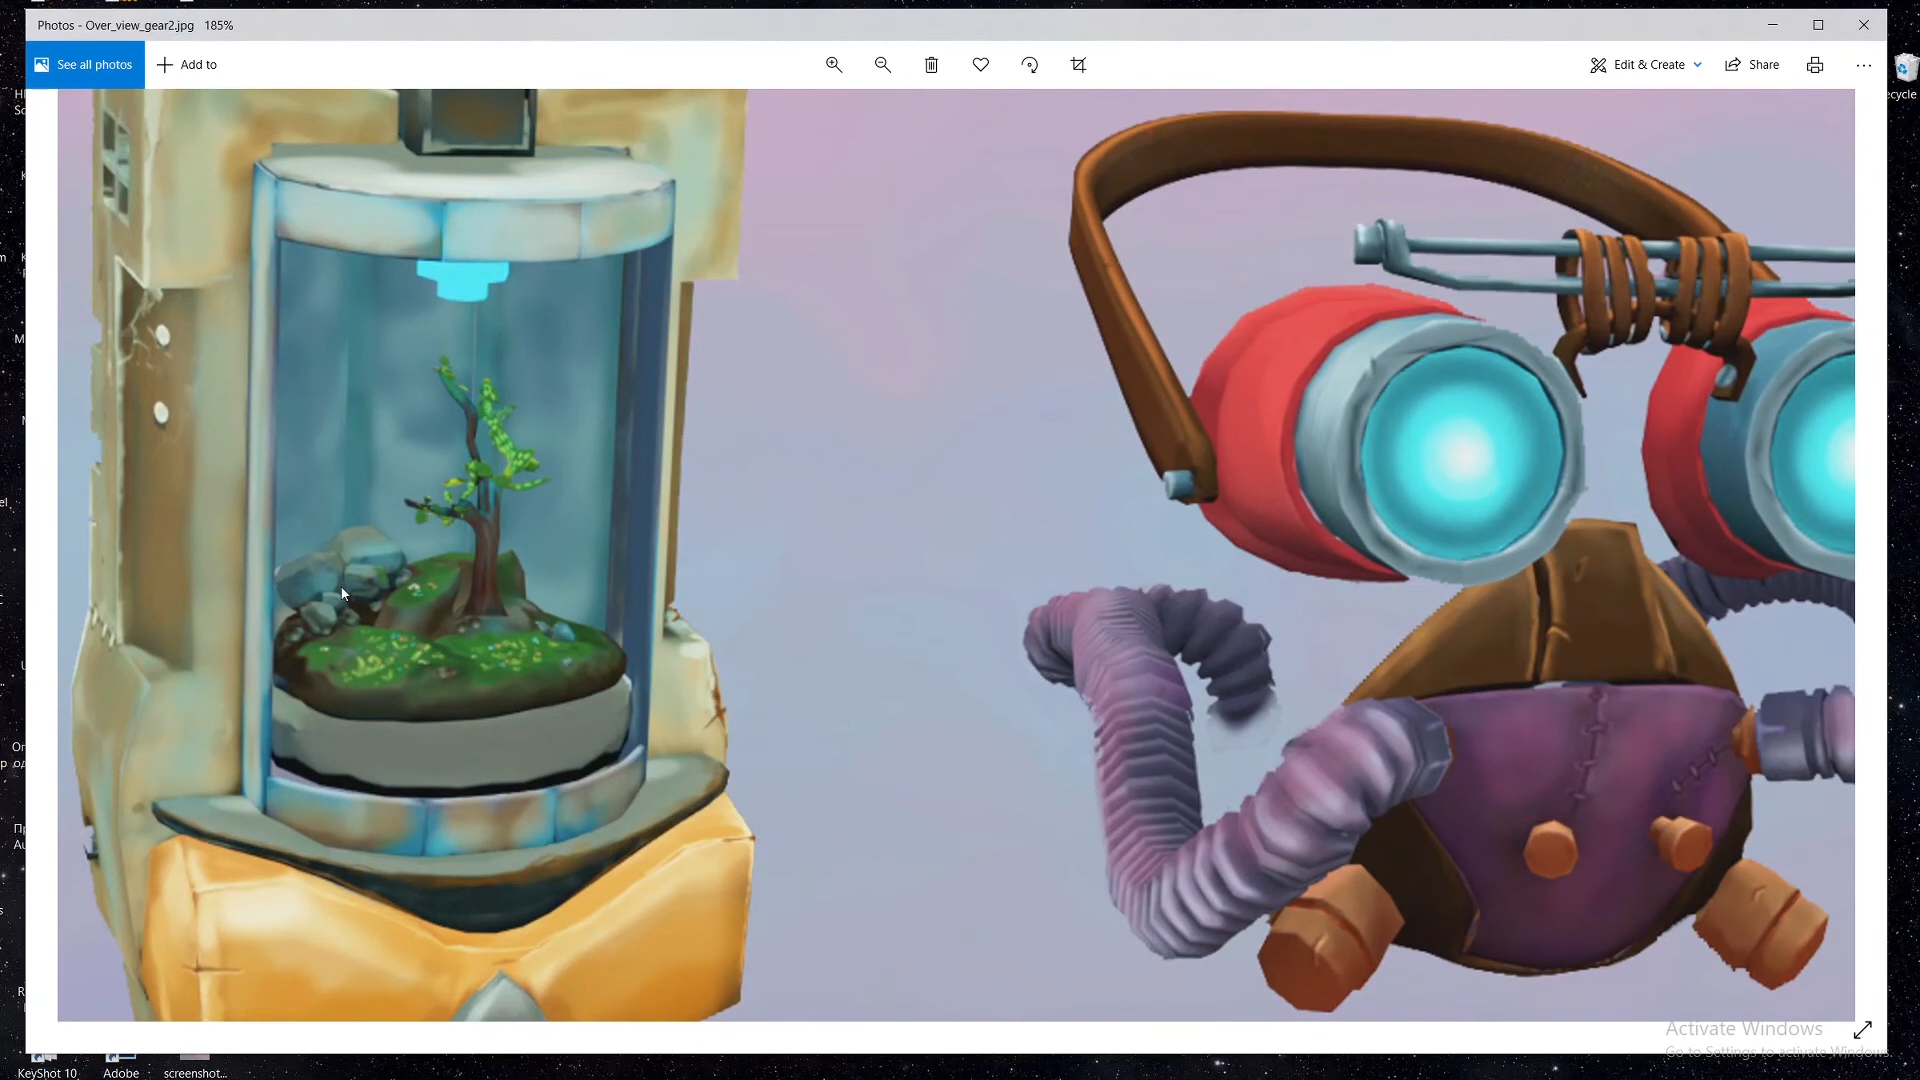 Photos - Over_view_gear2.jpg 185%
See all photos
Add to
Edit & Create
Share
ecycle
Activate Windows
Go to Settings to activate Windows.
KeyShot 10
Adobe
screenshot...